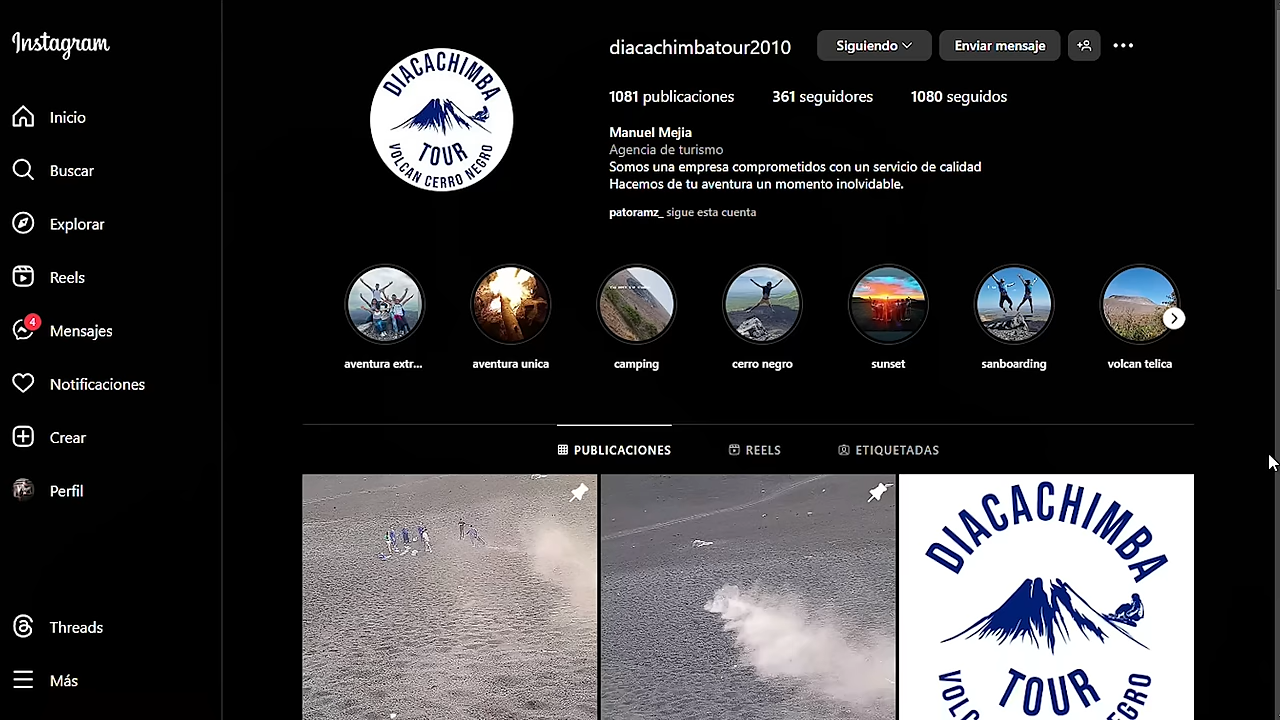 Instagram
Inicio
Buscar
Explorar
Reels
4
Mensajes
Notificaciones
Crear
Perfil
Threads
Más
DIACACHIMBA
TOUR
VOLCAN CERRO NEGRO
diacachimbatour2010
Siguiendo
Enviar mensaje
1081 publicaciones 361 seguidores 1080 seguidos
Manuel Mejia
Agencia de turismo
Somos una empresa comprometidos con un servicio de calidad
Hacemos de tu aventura un momento inolvidable.
patoramz_ sigue esta cuenta
aventura extr... aventura unica camping cerro negro sunset sanboarding volcan telica
PUBLICACIONES REELS ETIQUETADAS
DIACACHIMBA
TOUR